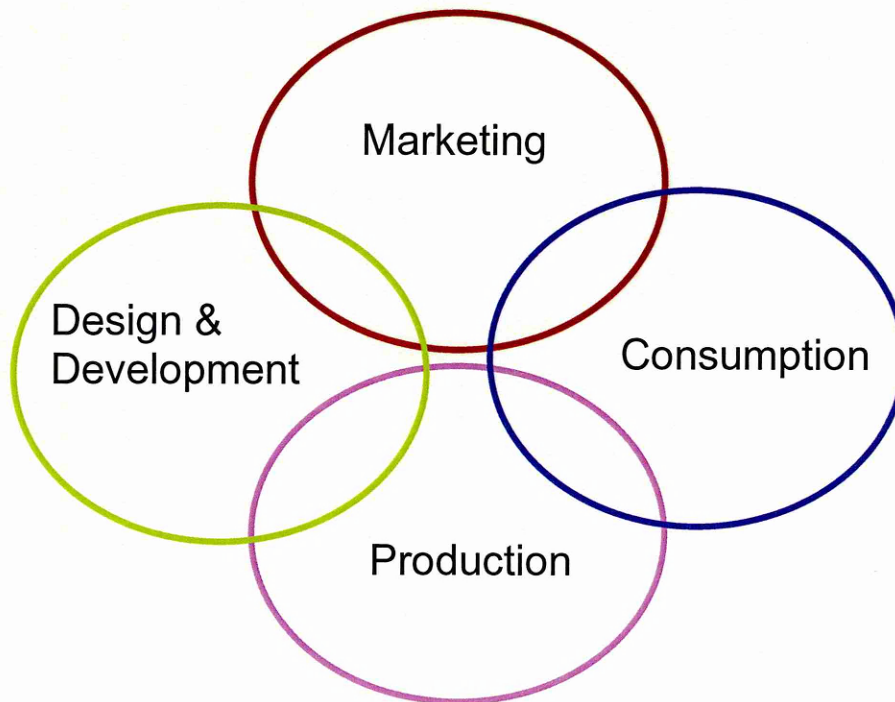 Marketing
Design &
Development
Consumption
Production